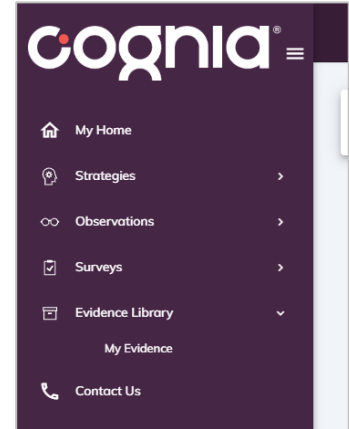 cognia®
My Home
Strategies
Observations
Surveys
Evidence Library
My Evidence
Contact Us